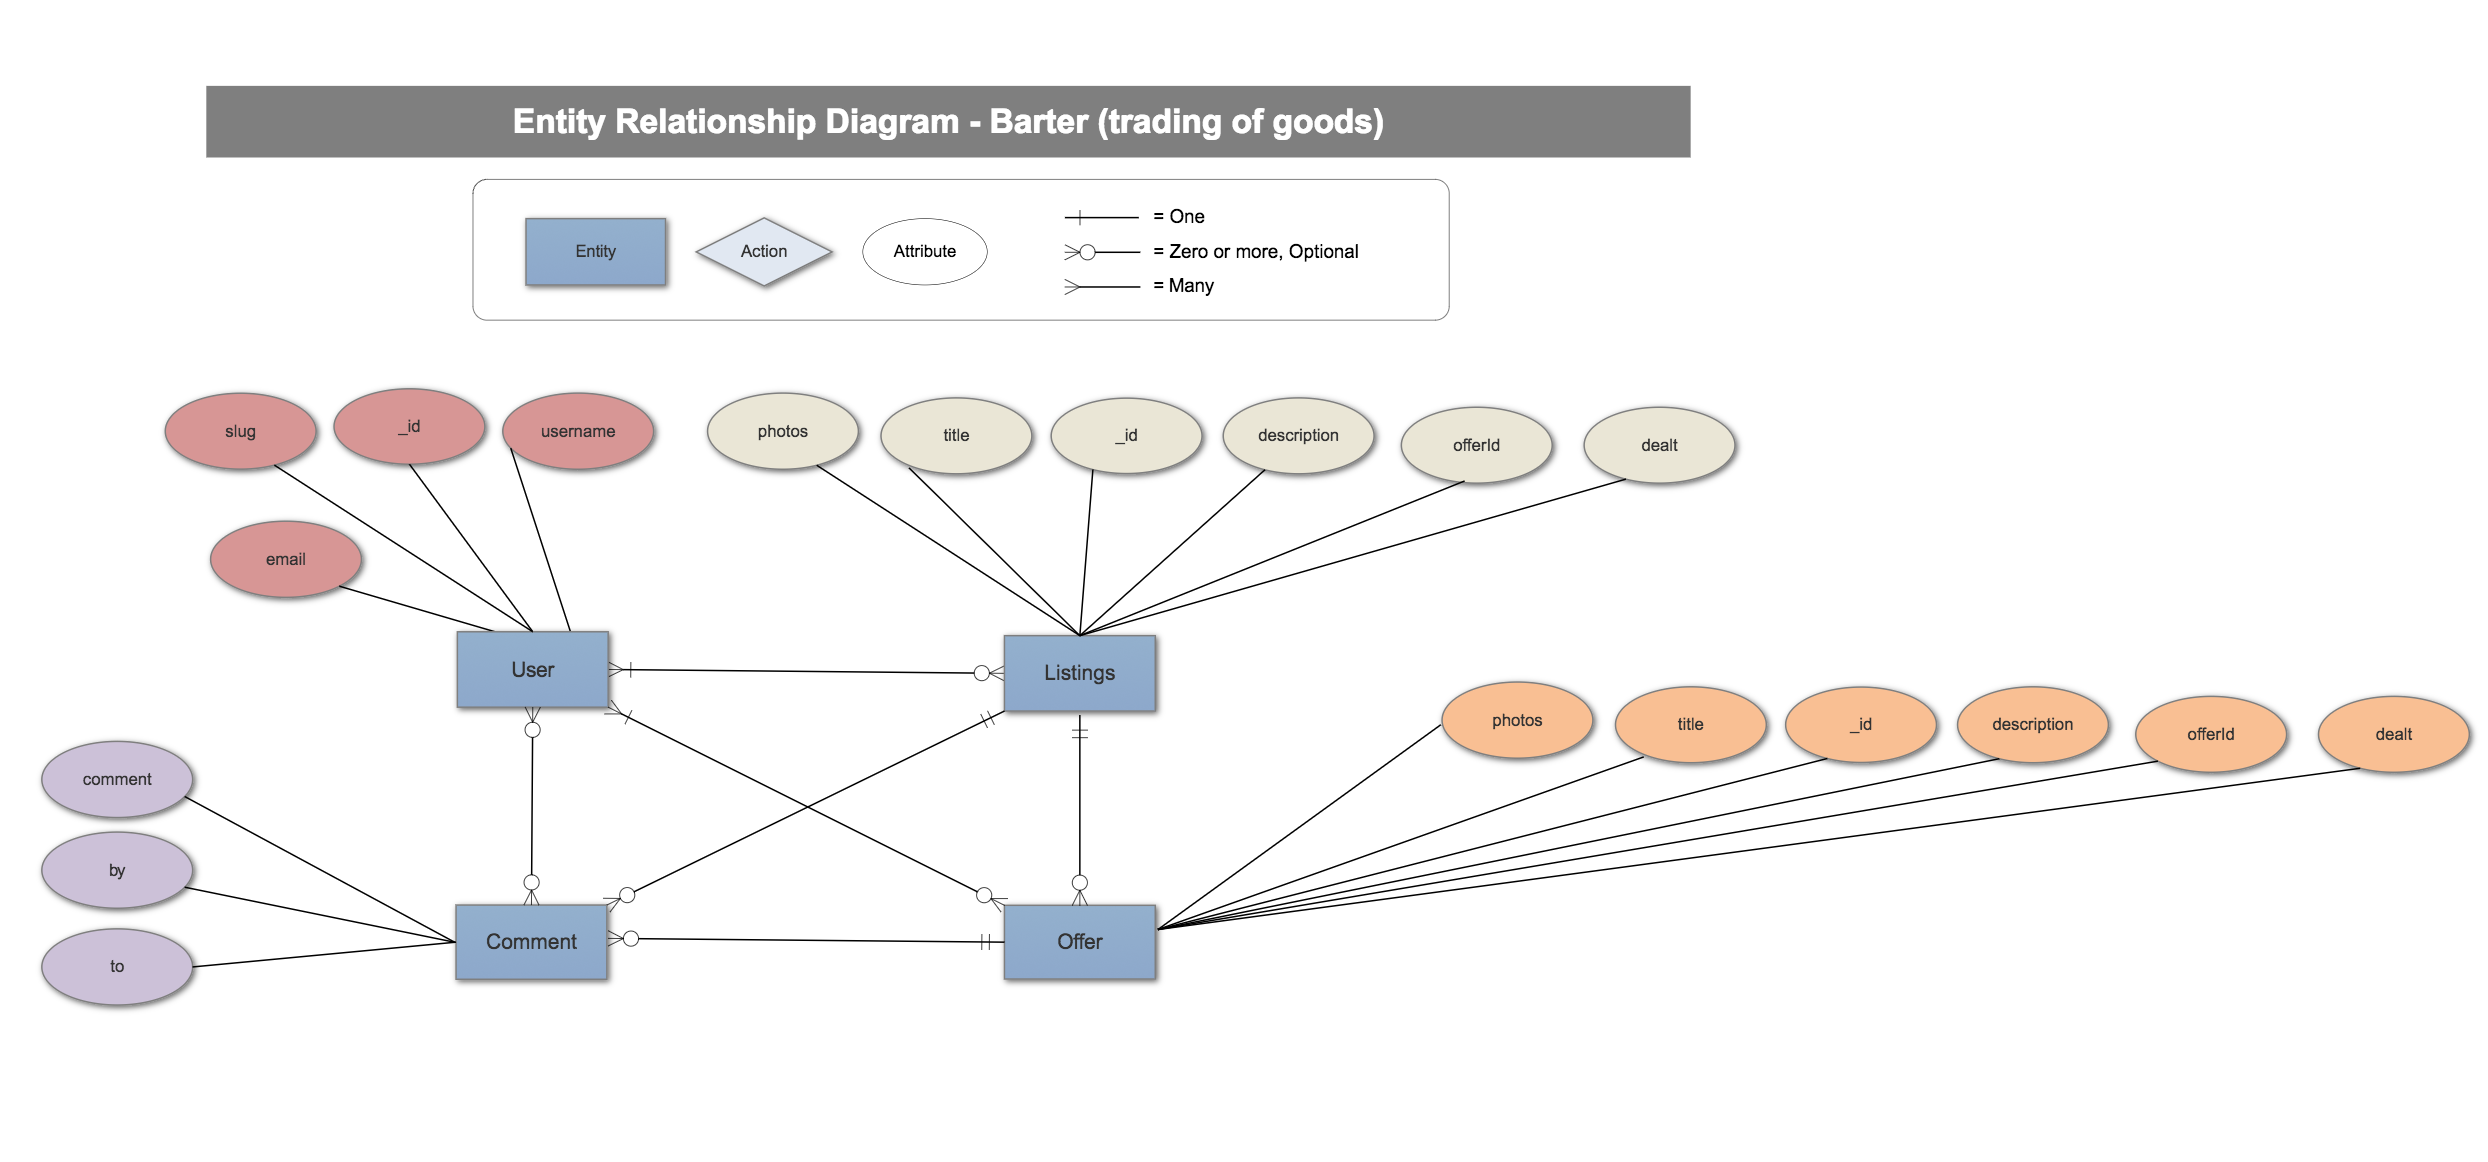 Entity Relationship Diagram - Barter (trading of goods)
Entity
Action
Attribute
= One
= Zero or more, Optional
= Many
slug
_id
username
photos
title
_id
description
offerId
dealt
email
User
Listings
photos
title
_id
description
offerId
dealt
comment
by
to
Comment
Offer